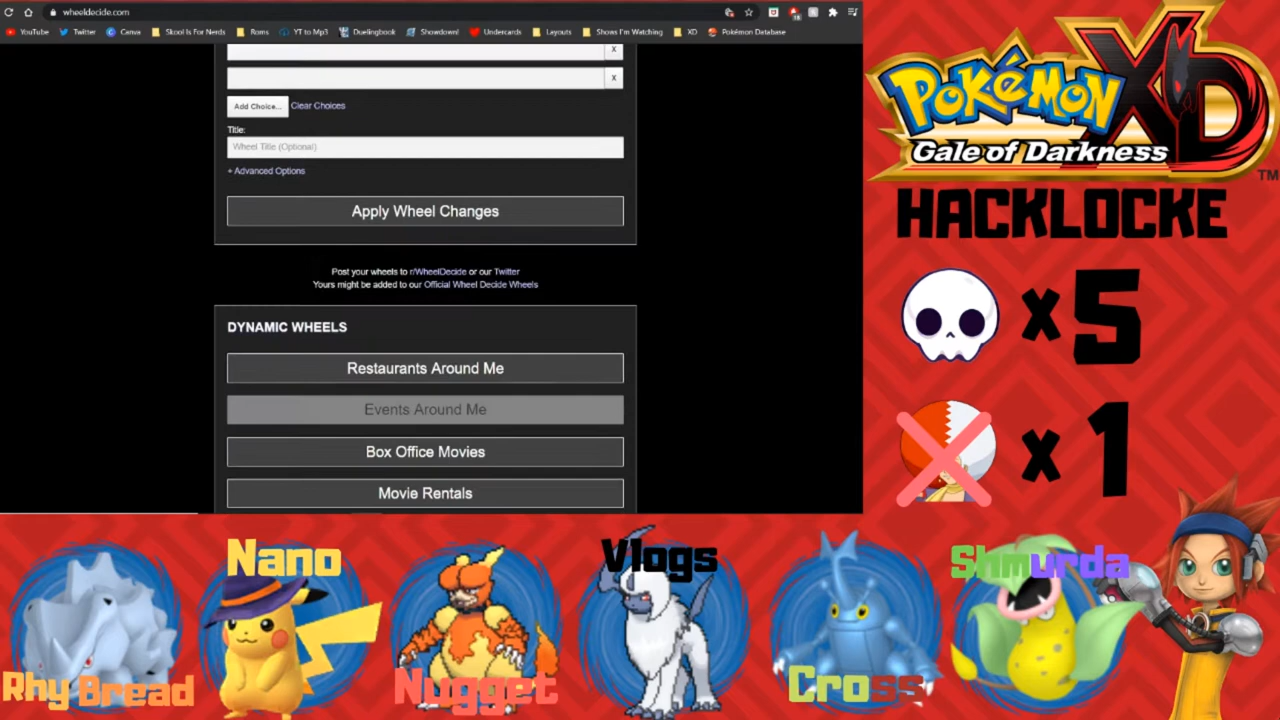 wheeldecide.com
YouTube Twitter Canva Skool Is For Nerds Roms YT to Mp3 Duelingbook Showdown! Undercards Layouts Shows I'm Watching XD Pokémon Database
X
X
Add Choice... Clear Choices
Title:
Wheel Title (Optional)
+ Advanced Options
Apply Wheel Changes
Post your wheels to r/WheelDecide or our Twitter
Yours might be added to our Official Wheel Decide Wheels
DYNAMIC WHEELS
Restaurants Around Me
Events Around Me
Box Office Movies
Movie Rentals
POKéMON XD
Gale of Darkness TM
HACKLOCKE
x 5
x 1
Rhy Bread
Nano
Nugget
Vlogs
Cross
Shmurda